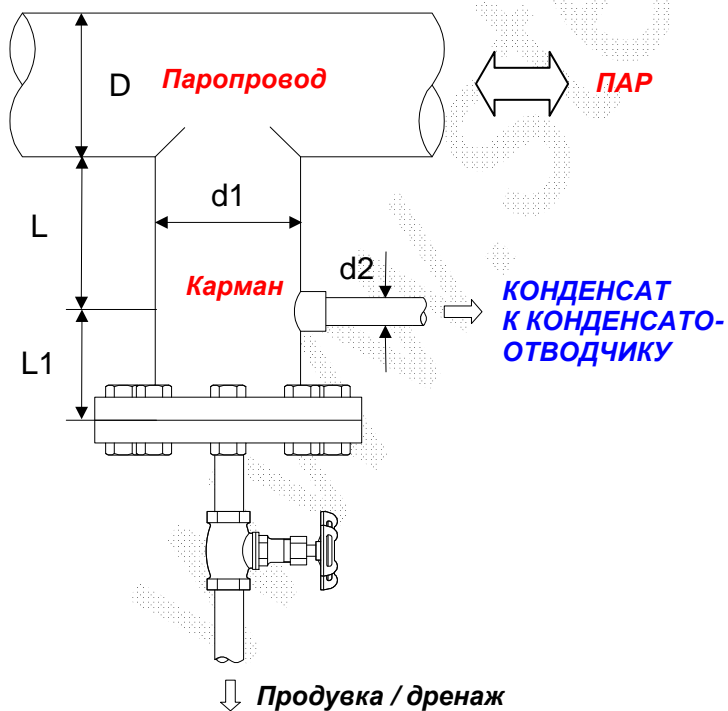 D
Паропровод
ПАР
L
d1
Карман
d2
КОНДЕНСАТ
К КОНДЕНСАТО-
ОТВОДЧИКУ
L1
Продувка / дренаж